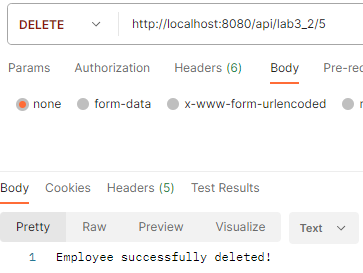 DELETE http://localhost:8080/api/lab3_2/5
Params Authorization Headers (6) Body Pre-rec
none form-data x-www-form-urlencoded
Body Cookies Headers (5) Test Results
Pretty Raw Preview Visualize Text
1 Employee successfully deleted!